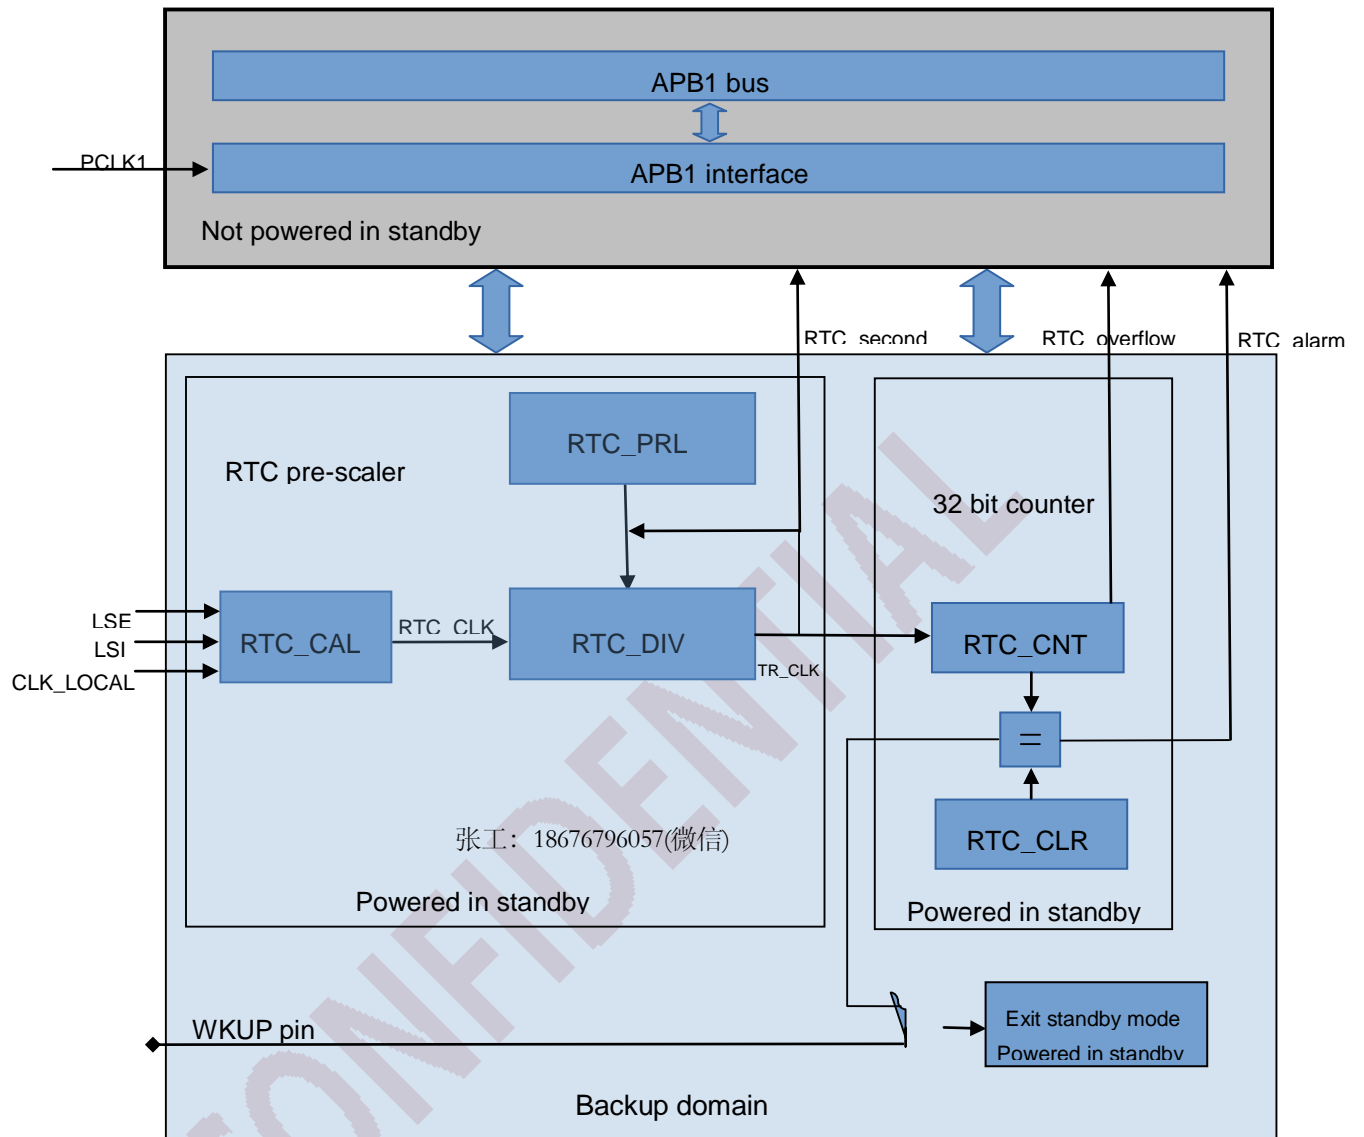 APB1 bus
PCLK1
APB1 interface
Not powered in standby
RTC_second
RTC_overflow
RTC_alarm
RTC_PRL
RTC pre-scaler
32 bit counter
LSE
LSI
CLK_LOCAL
RTC_CAL
RTC_CLK
RTC_DIV
TR_CLK
RTC_CNT
=
RTC_CLR
张工：18676796057(微信)
Powered in standby
Powered in standby
WKUP pin
Exit standby mode
Powered in standby
Backup domain
CONFIDENTIAL